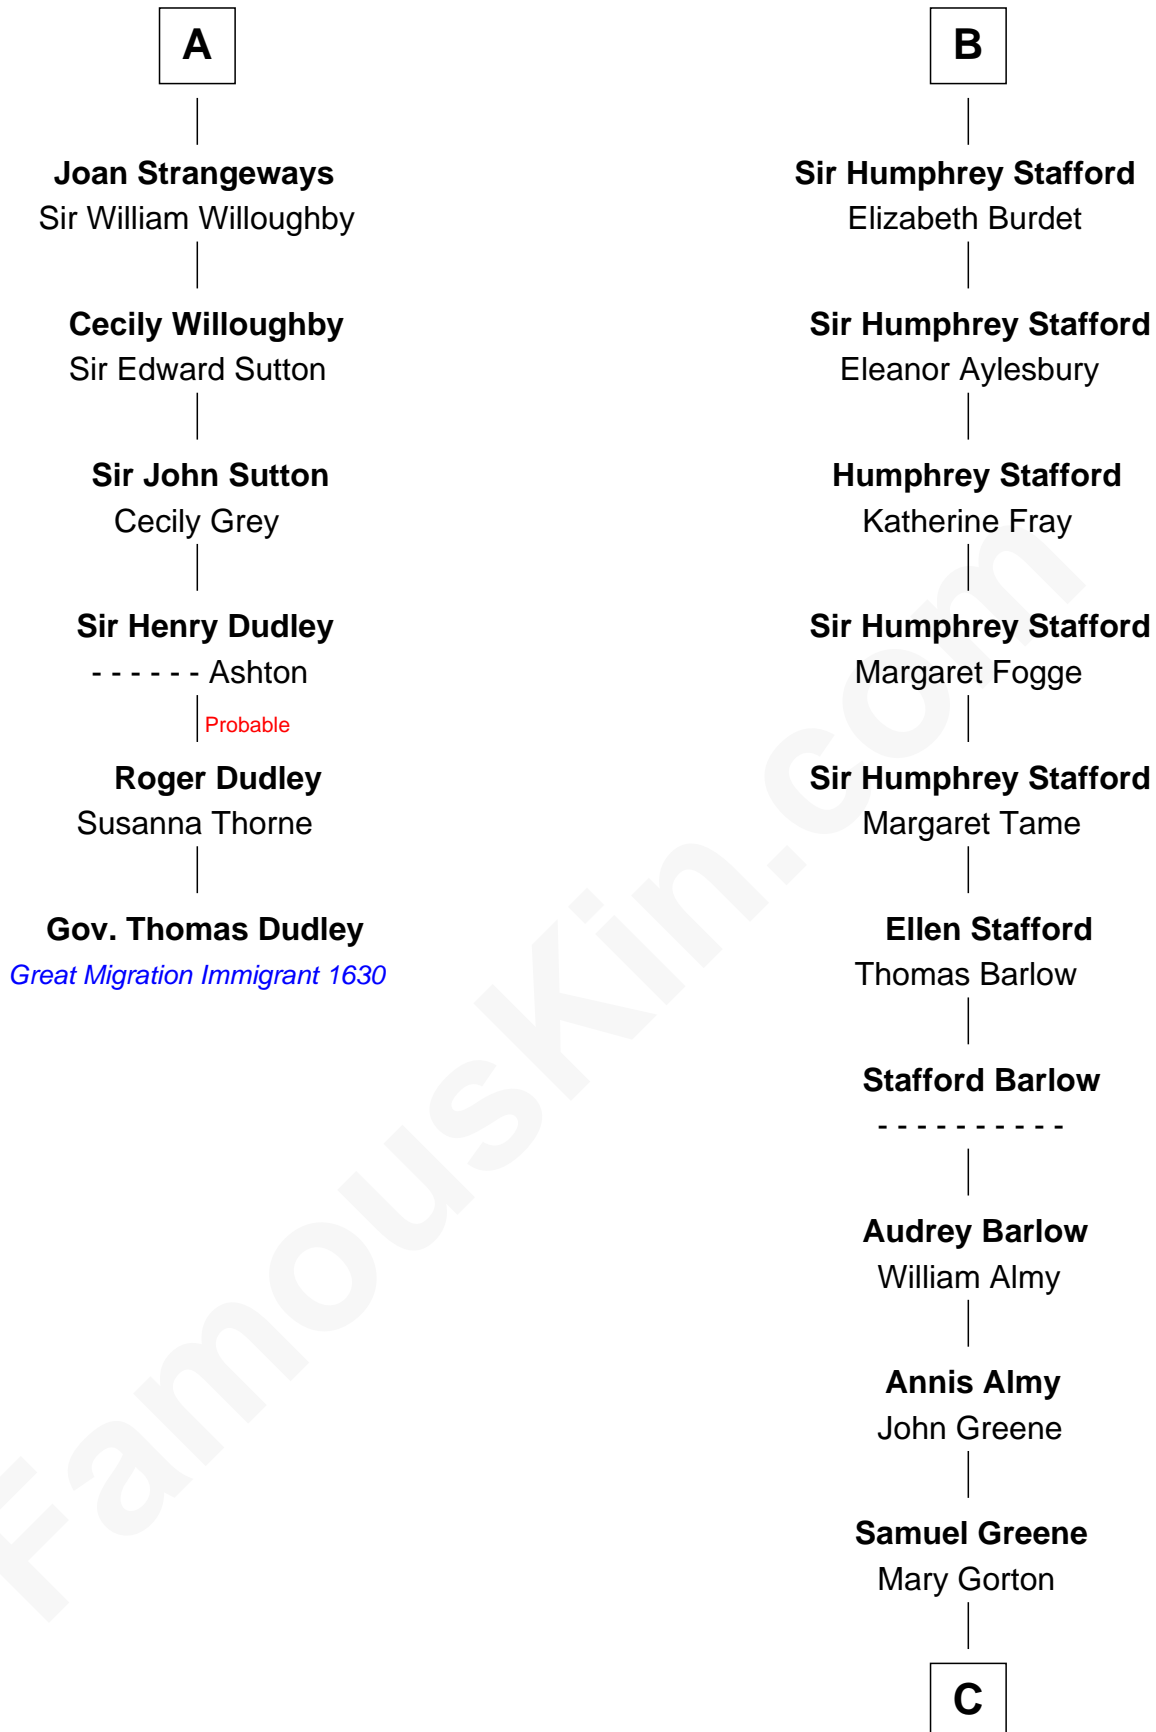 A
Joan Strangeways
Sir William Willoughby
Cecily Willoughby
Sir Edward Sutton
Sir John Sutton
Cecily Grey
Sir Henry Dudley
- - - - - - Ashton
Probable
Roger Dudley
Susanna Thorne
Gov. Thomas Dudley
Great Migration Immigrant 1630
B
Sir Humphrey Stafford
Elizabeth Burdet
Sir Humphrey Stafford
Eleanor Aylesbury
Humphrey Stafford
Katherine Fray
Sir Humphrey Stafford
Margaret Fogge
Sir Humphrey Stafford
Margaret Tame
Ellen Stafford
Thomas Barlow
Stafford Barlow
- - - - - - - - - -
Audrey Barlow
William Almy
Annis Almy
John Greene
Samuel Greene
Mary Gorton
C
FamousKin.com